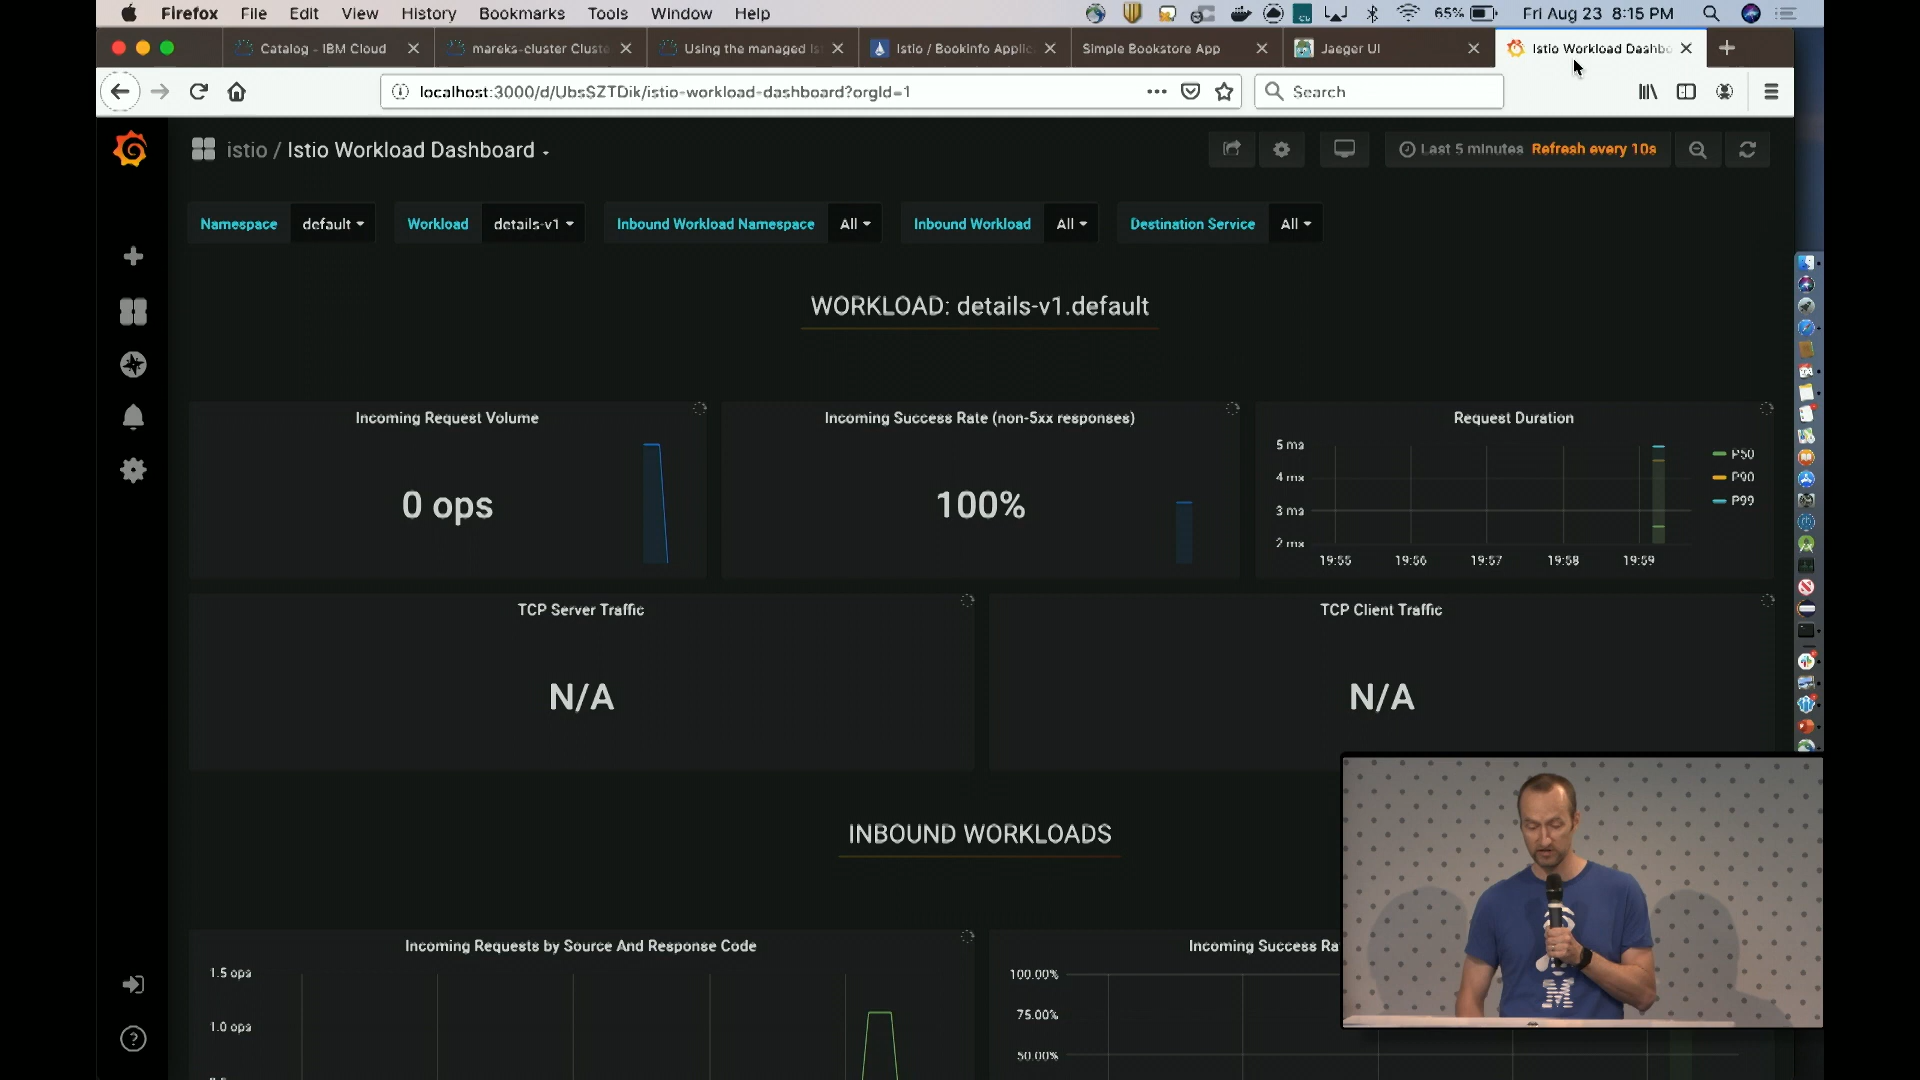 Firefox File Edit View History Bookmarks Tools Window Help 65% Fri Aug 23 8:15 PM
Catalog - IBM Cloud mareks-cluster Cluste Using the managed Is Istio / Bookinfo Applic Simple Bookstore App Jaeger UI Istio Workload Dashbo
localhost:3000/d/UbsSZTDik/istio-workload-dashboard?orgId=1 Search
istio / Istio Workload Dashboard Last 5 minutes Refresh every 10s
Namespace default Workload details-v1 Inbound Workload Namespace All Inbound Workload All Destination Service All
WORKLOAD: details-v1.default
Incoming Request Volume Incoming Success Rate (non-5xx responses) Request Duration
0 ops 100%
5 ms
4 ms
3 ms
2 ms
19:55 19:56 19:57 19:58 19:59
P50
P90
P99
TCP Server Traffic TCP Client Traffic
N/A N/A
INBOUND WORKLOADS
Incoming Requests by Source And Response Code Incoming Success Ra
1.5 ops
1.0 ops
100.00%
75.00%
50.00%
M